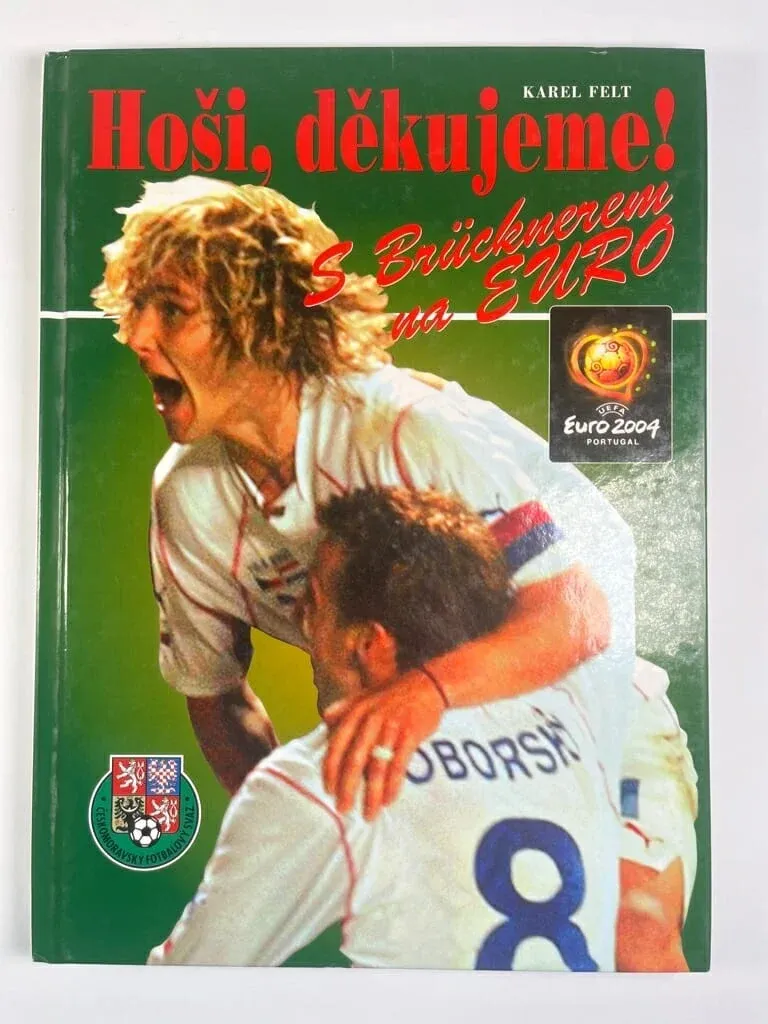 KAREL FELT
Hoši, děkujeme!
S Brücknerem
na EURO
UEFA
Euro 2004
PORTUGAL
OBORSKÝ
8
ČESKOMORAVSKÝ FOTBALOVÝ SVAZ